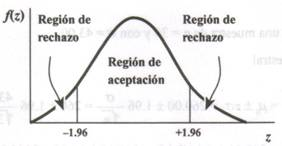 f(z)
Región de
rechazo
Región de
rechazo
Región de
aceptación
–1.96
+1.96
z